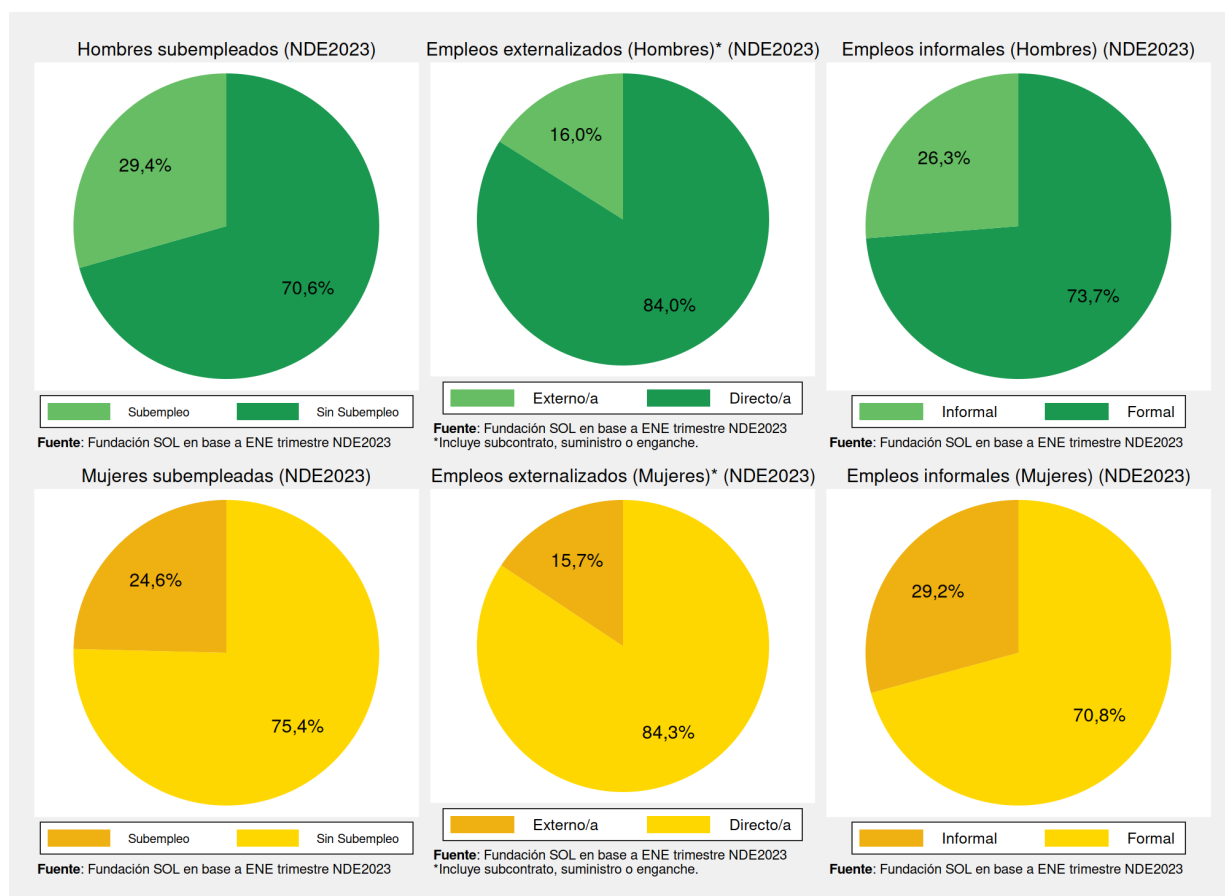 Hombres subempleados (NDE2023)
29,4%
70,6%
Subempleo
Sin Subempleo
Fuente: Fundación SOL en base a ENE trimestre NDE2023
Empleos externalizados (Hombres)* (NDE2023)
16,0%
84,0%
Externo/a
Directo/a
Fuente: Fundación SOL en base a ENE trimestre NDE2023
*Incluye subcontrato, suministro o enganche.
Empleos informales (Hombres) (NDE2023)
26,3%
73,7%
Informal
Formal
Fuente: Fundación SOL en base a ENE trimestre NDE2023
Mujeres subempleadas (NDE2023)
24,6%
75,4%
Subempleo
Sin Subempleo
Fuente: Fundación SOL en base a ENE trimestre NDE2023
Empleos externalizados (Mujeres)* (NDE2023)
15,7%
84,3%
Externo/a
Directo/a
Fuente: Fundación SOL en base a ENE trimestre NDE2023
*Incluye subcontrato, suministro o enganche.
Empleos informales (Mujeres) (NDE2023)
29,2%
70,8%
Informal
Formal
Fuente: Fundación SOL en base a ENE trimestre NDE2023